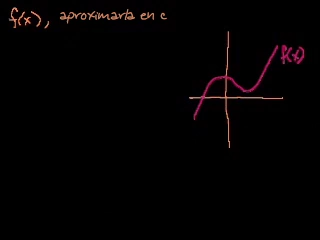 f(x), aproximarla en c
f(x)